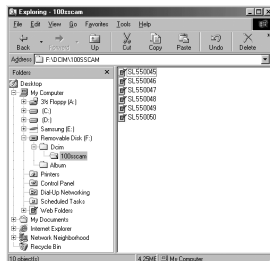 Exploring - 100sscam
File Edit View Go Favorites Tools Help
Back Forward Up Cut Copy Paste Undo Delete
Address F:\DCIM\100SSCAM
Folders
Desktop
My Computer
3½ Floppy (A:)
(C:)
(D:)
Samsung (E:)
Removable Disk (F:)
Dcim
100sscam
Album
Printers
Control Panel
Dial-Up Networking
Scheduled Tasks
Web Folders
My Documents
Internet Explorer
Network Neighborhood
Recycle Bin
SL550045
SL550046
SL550047
SL550048
SL550049
SL550050
10 object(s) 4.25MB My Computer